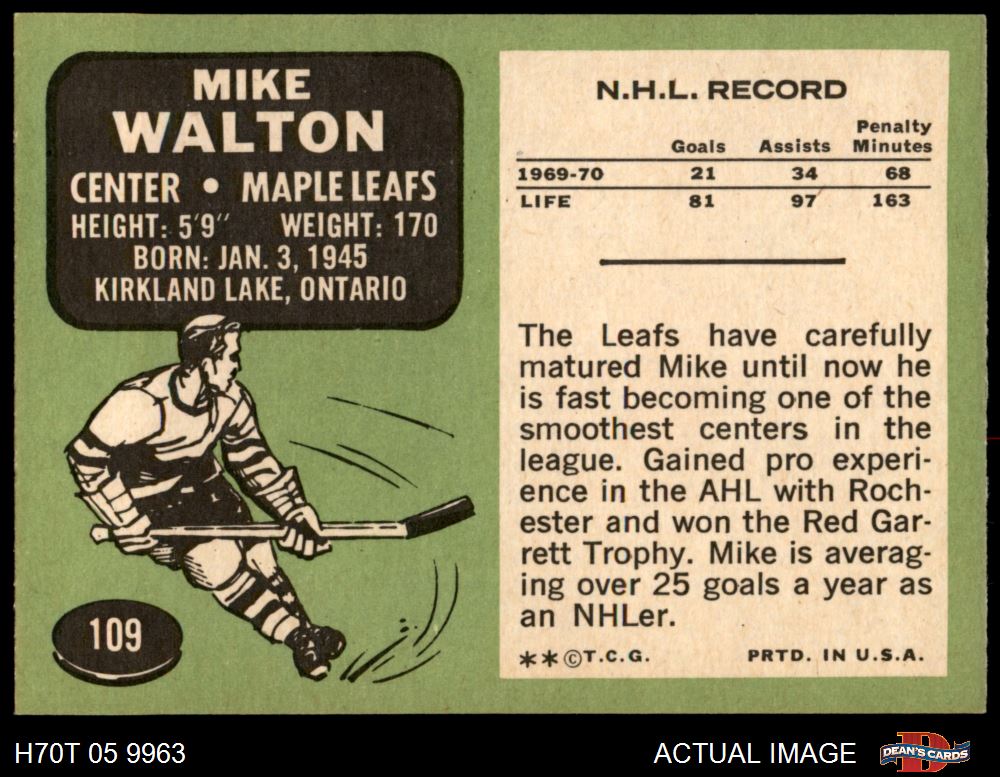 MIKE
WALTON
CENTER • MAPLE LEAFS
HEIGHT: 5'9" WEIGHT: 170
BORN: JAN. 3, 1945
KIRKLAND LAKE, ONTARIO
109
N.H.L. RECORD
Goals Assists Penalty Minutes
1969-70 21 34 68
LIFE 81 97 163
The Leafs have carefully
matured Mike until now he
is fast becoming one of the
smoothest centers in the
league. Gained pro experi-
ence in the AHL with Roch-
ester and won the Red Gar-
rett Trophy. Mike is averag-
ing over 25 goals a year as
an NHLer.
**©T.C.G. PRTD. IN U.S.A.
H70T 05 9963
ACTUAL IMAGE
D
DEAN'S CARDS